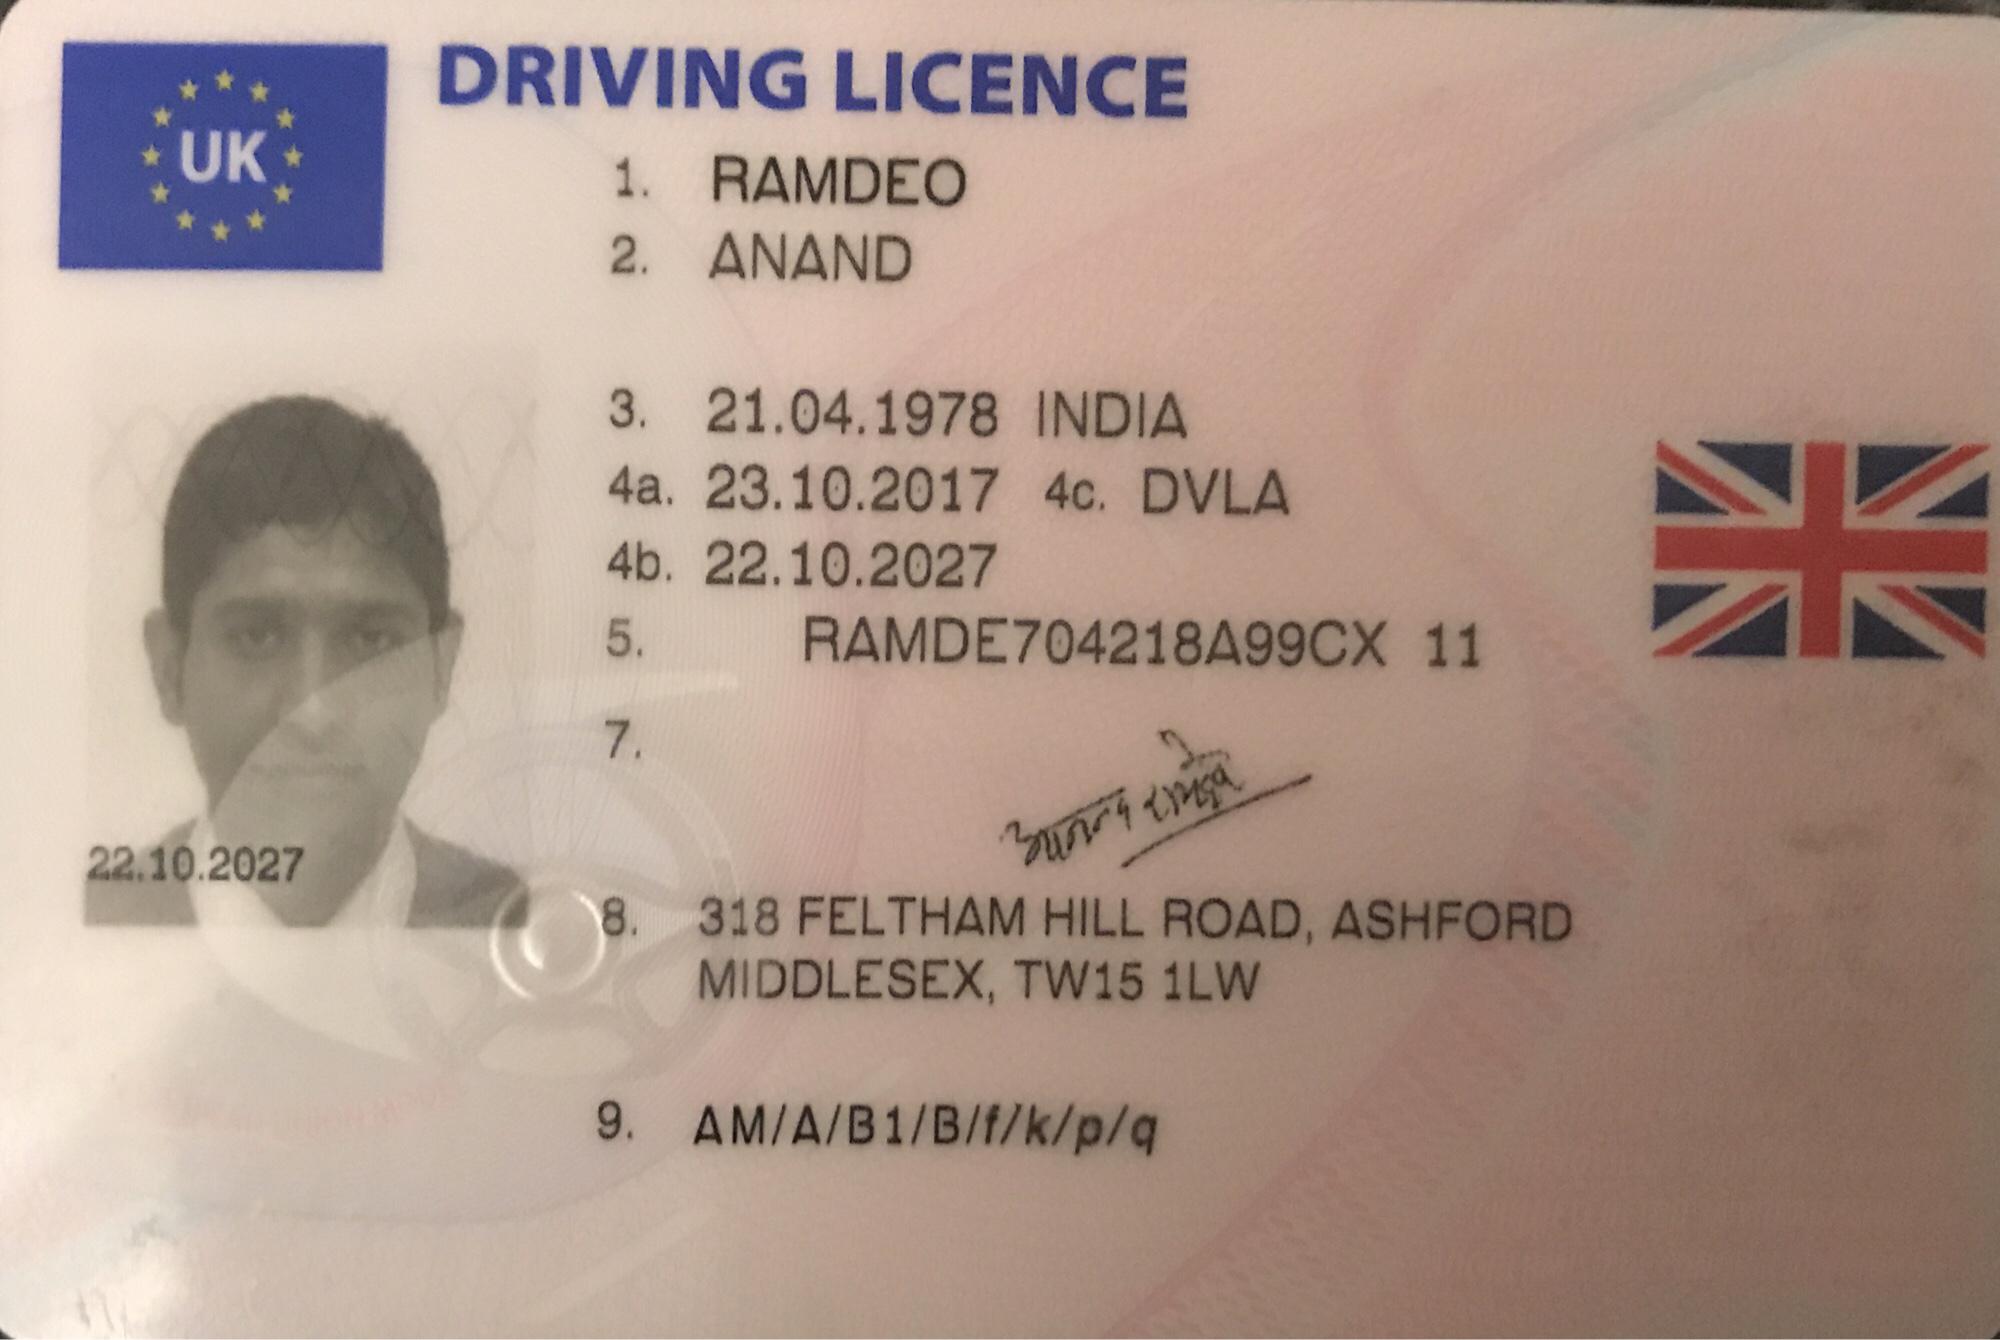 UK
DRIVING LICENCE
1. RAMDEO
2. ANAND
3. 21.04.1978 INDIA
4a. 23.10.2017 4c. DVLA
4b. 22.10.2027
5. RAMDE704218A99CX 11
7. आनन्द रामदेव
22.10.2027
8. 318 FELTHAM HILL ROAD, ASHFORD
MIDDLESEX, TW15 1LW
9. AM/A/B1/B/f/k/p/q